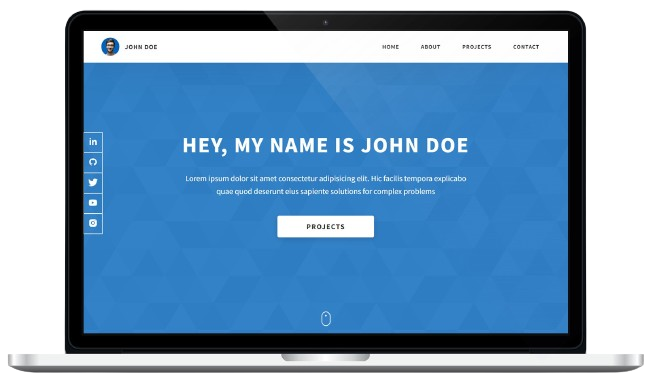 JOHN DOE
HOME ABOUT PROJECTS CONTACT
in
HEY, MY NAME IS JOHN DOE
Lorem ipsum dolor sit amet consectetur adipisicing elit. Hic facilis tempora explicabo
quae quod deserunt eius sapiente solutions for complex problems
PROJECTS